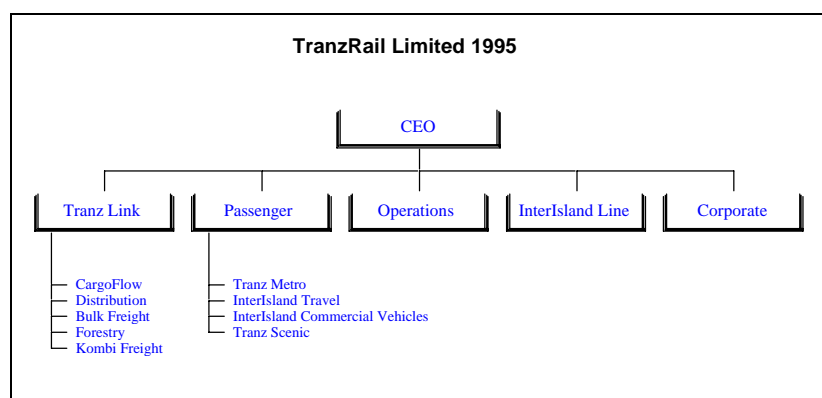 TranzRail Limited 1995
CEO
Tranz Link
Passenger
Operations
InterIsland Line
Corporate
CargoFlow
Distribution
Bulk Freight
Forestry
Kombi Freight
Tranz Metro
InterIsland Travel
InterIsland Commercial Vehicles
Tranz Scenic